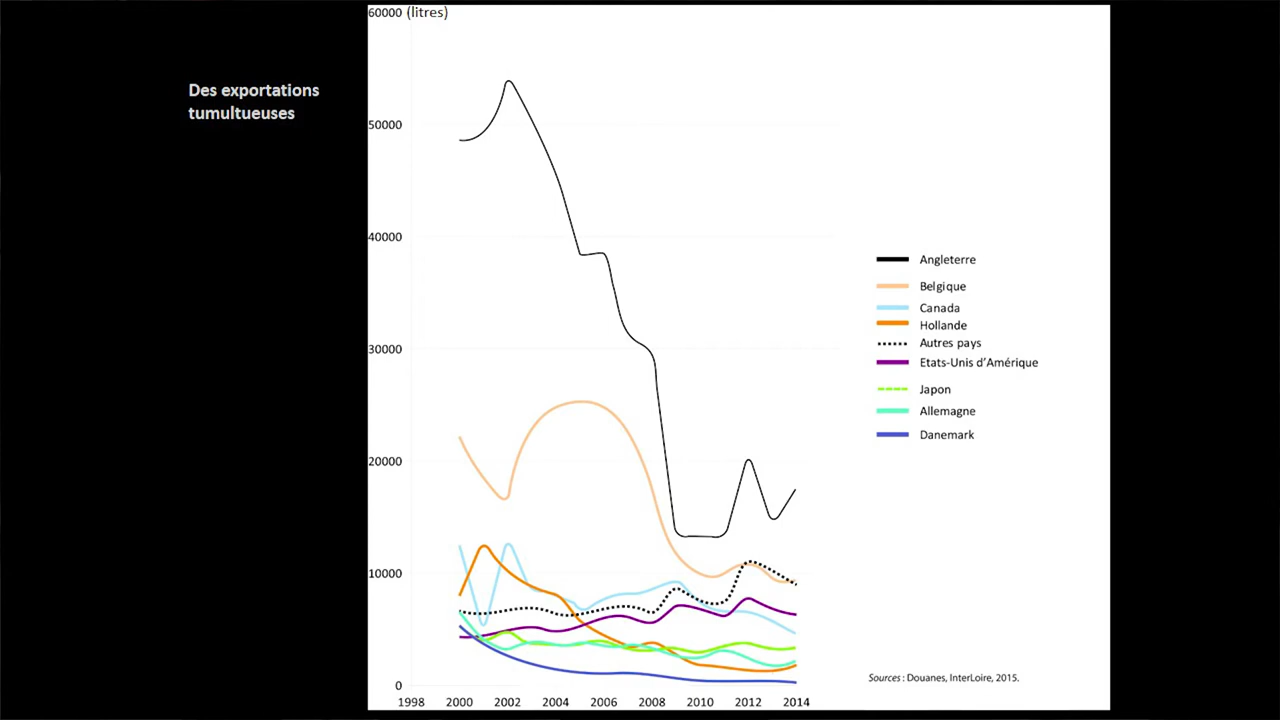 Des exportations
tumultueuses
60000 (litres)
50000
40000
30000
20000
10000
0
1998 2000 2002 2004 2006 2008 2010 2012 2014
Angleterre
Belgique
Canada
Hollande
Autres pays
Etats-Unis d’Amérique
Japon
Allemagne
Danemark
Sources : Douanes, InterLoire, 2015.